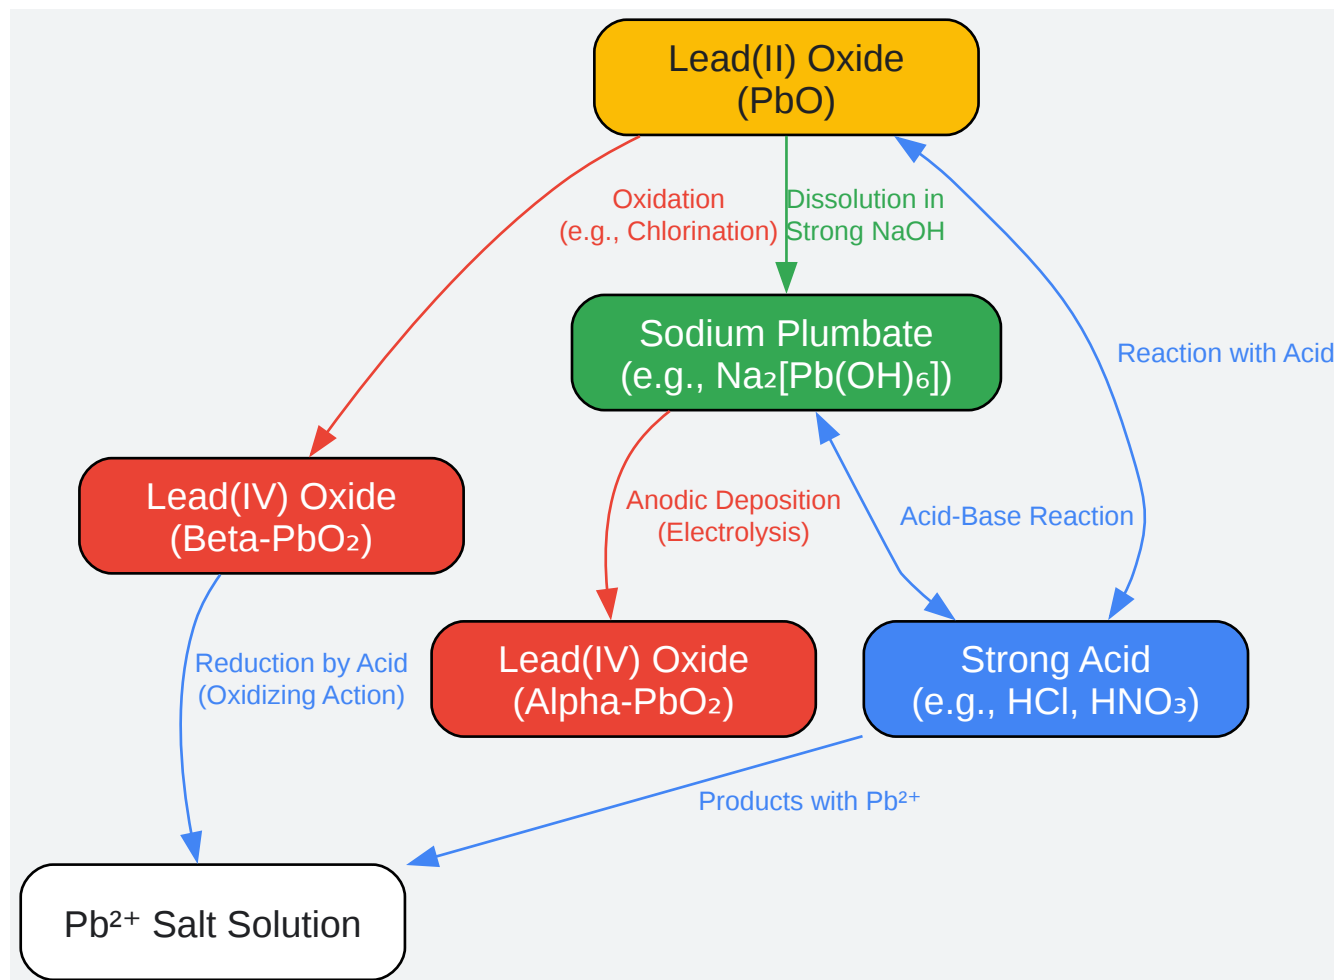 Lead(II) Oxide
(PbO)
Oxidation
(e.g., Chlorination)
Dissolution in
Strong NaOH
Sodium Plumbate
(e.g., Na₂[Pb(OH)₆])
Reaction with Acid
Lead(IV) Oxide
(Beta-PbO₂)
Anodic Deposition
(Electrolysis)
Acid-Base Reaction
Reduction by Acid
(Oxidizing Action)
Lead(IV) Oxide
(Alpha-PbO₂)
Strong Acid
(e.g., HCl, HNO₃)
Products with Pb²⁺
Pb²⁺ Salt Solution